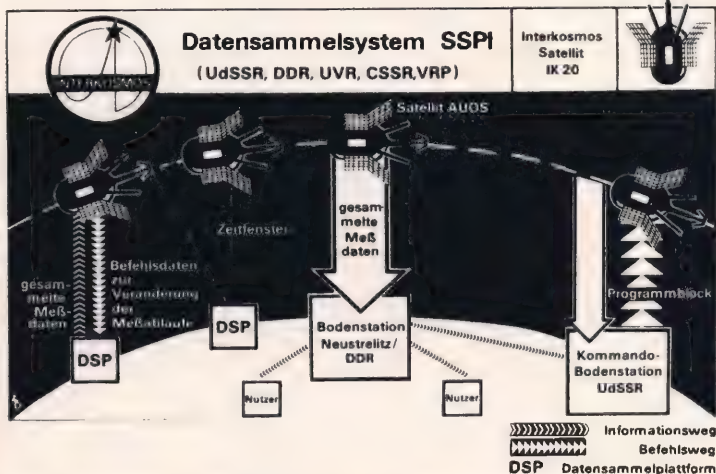 INTERKOSMOS
Datensammelsystem SSPI
(UdSSR, DDR, UVR, CSSR,VRP)
Interkosmos
Satellit
IK 20
Satellit AUOS
Zeitfenster
gesam-
melte
Meß-
daten
Befehlsdaten
zur
Veränderung
der
Meßabläufe
gesam-
melte
Meß
daten
Programmblock
DSP
DSP
Bodenstation
Neustrelitz/
DDR
Kommando-
Bodenstation
UdSSR
Nutzer
Nutzer
Informationsweg
Befehlsweg
DSP Datensammelplattform